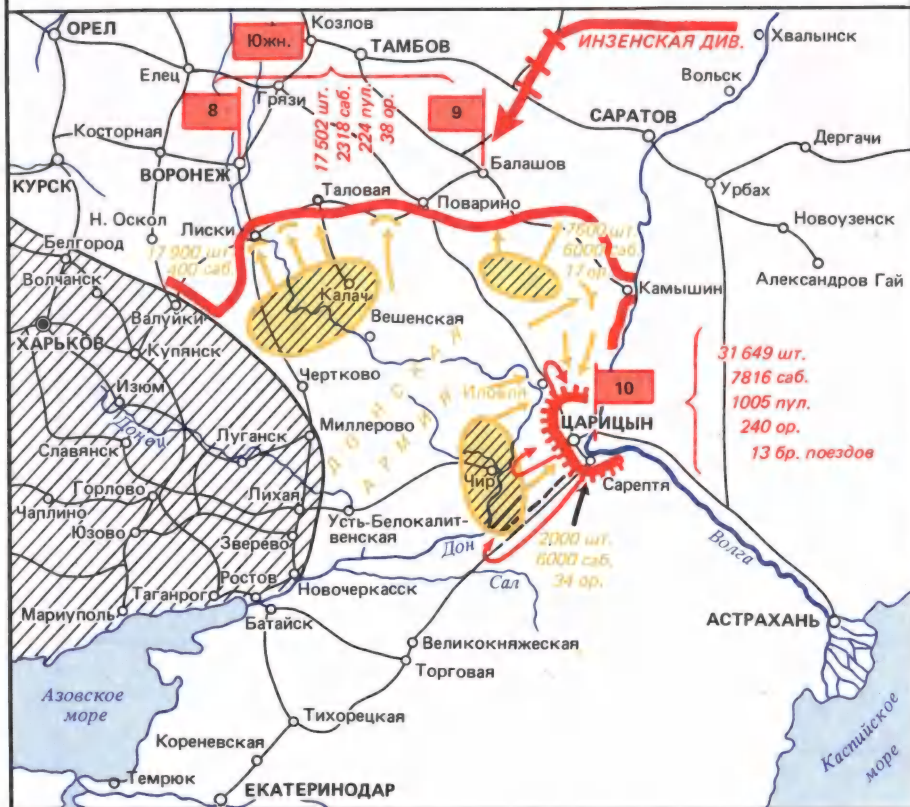 ОРЕЛ
Южн.
Козлов
ТАМБОВ
ИНЗЕНСКАЯ ДИВ.
Хвалынск
Елец
Грязи
Вольск
8
17 502 шт.
2318 саб.
224 пул.
38 ор.
9
САРАТОВ
Касторная
Балашов
Дергачи
ВОРОНЕЖ
КУРСК
Таловая
Поварино
Урбах
Н. Оскол
Лиски
Новоузенск
Белгород
17 900 шт.
400 саб.
7600 шт.
6000 саб.
17 ор.
Александров Гай
Волчанск
Калач
Камышин
Валуйки
Вешенская
ХАРЬКОВ
Купянск
ДОНСКАЯ
АРМИЯ
Чертково
Иловля
10
31 649 шт.
7816 саб.
1005 пул.
240 ор.
13 бр. поездов
Изюм
Донец
Миллерово
ЦАРИЦЫН
Луганск
Славянск
Чир
Сарептя
Горлово
Лихая
Чаплино
Усть-Белокалит-
венская
Юзово
Зверево
Дон
2000 шт.
6000 саб.
34 ор.
Волга
Ростов
Сал
Таганрог
Новочеркасск
Мариуполь
Батайск
АСТРАХАНЬ
Великокняжеская
Торговая
Азовское
море
Тихорецкая
Кореневская
Каспийское
море
Темрюк
ЕКАТЕРИНОДАР